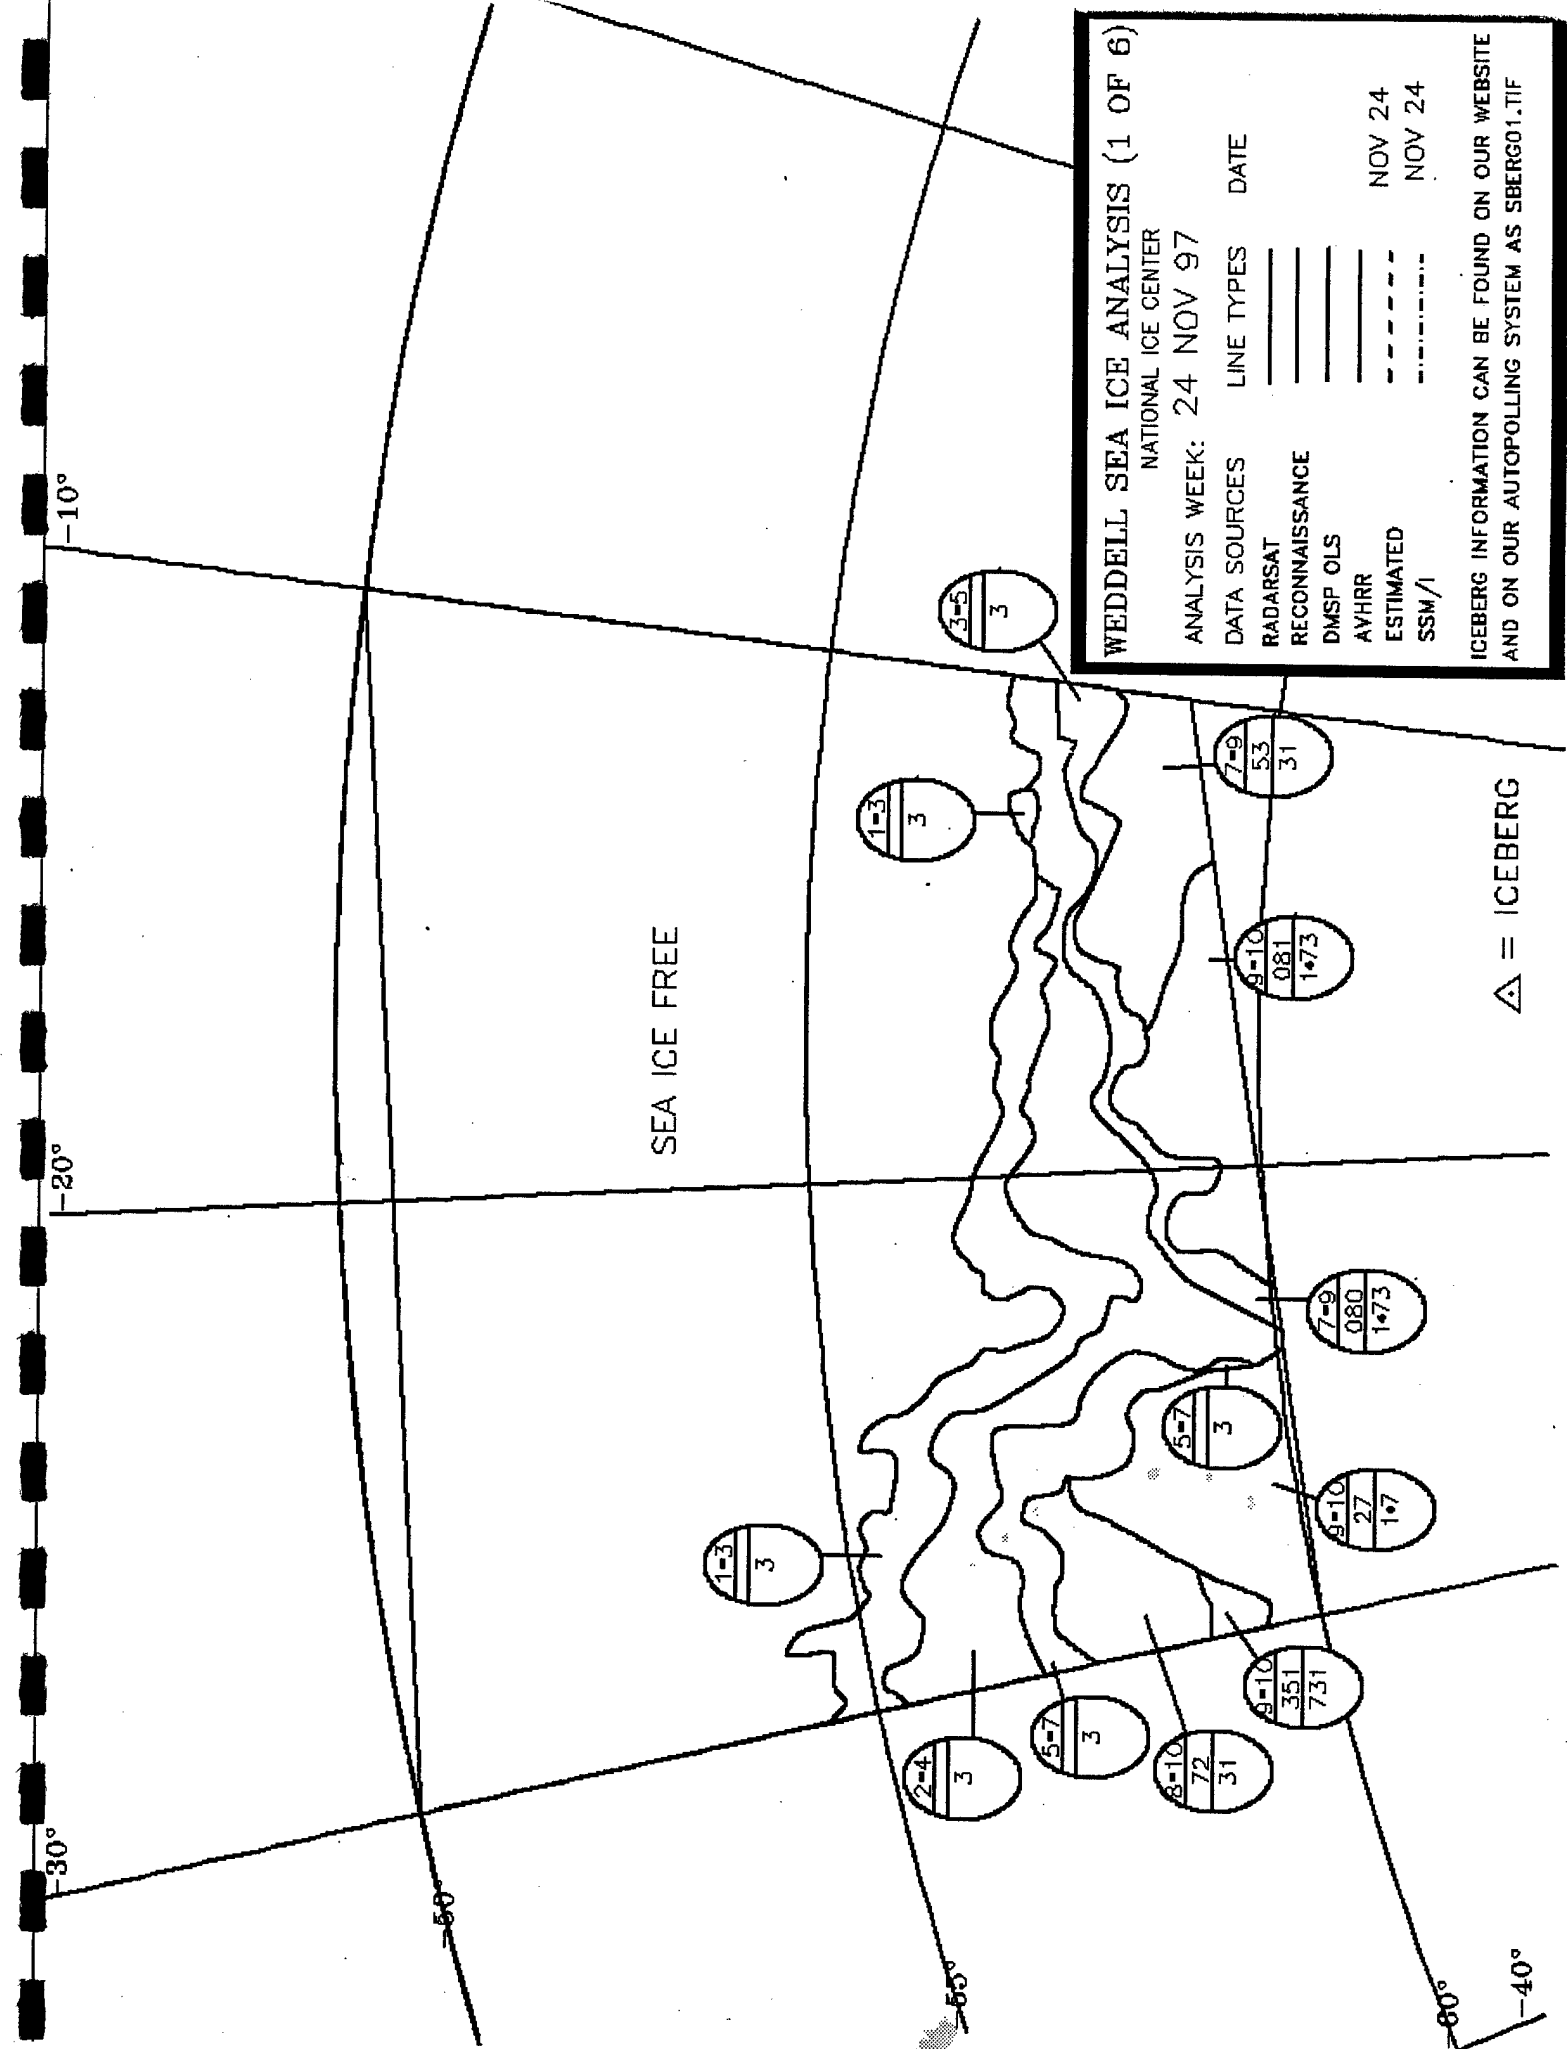 -30°
-20°
-10°
-50°
-55°
-60°
-40°
SEA ICE FREE
1-3
3
1-3
3
3-5
3
2-4
3
5-7
3
8-10
72
31
9-10
351
731
9-10
27
1•7
5-7
3
7-9
080
1•73
9-10
081
1•73
7-9
53
31
= ICEBERG
WEDDELL SEA ICE ANALYSIS (1 OF 6)
NATIONAL ICE CENTER
ANALYSIS WEEK: 24 NOV 97
DATA SOURCES LINE TYPES DATE
RADARSAT
RECONNAISSANCE
DMSP OLS
AVHRR
ESTIMATED NOV 24
SSM/I NOV 24
ICEBERG INFORMATION CAN BE FOUND ON OUR WEBSITE
AND ON OUR AUTOPOLLING SYSTEM AS SBERG01.TIF